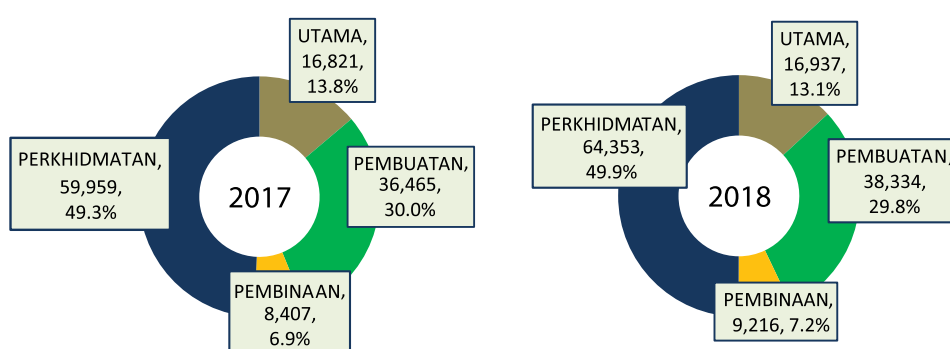 UTAMA,
16,821,
13.8%
PERKHIDMATAN,
59,959,
49.3%
2017
PEMBUATAN,
36,465,
30.0%
PEMBINAAN,
8,407,
6.9%
UTAMA,
16,937,
13.1%
PERKHIDMATAN,
64,353,
49.9%
2018
PEMBUATAN,
38,334,
29.8%
PEMBINAAN,
9,216, 7.2%